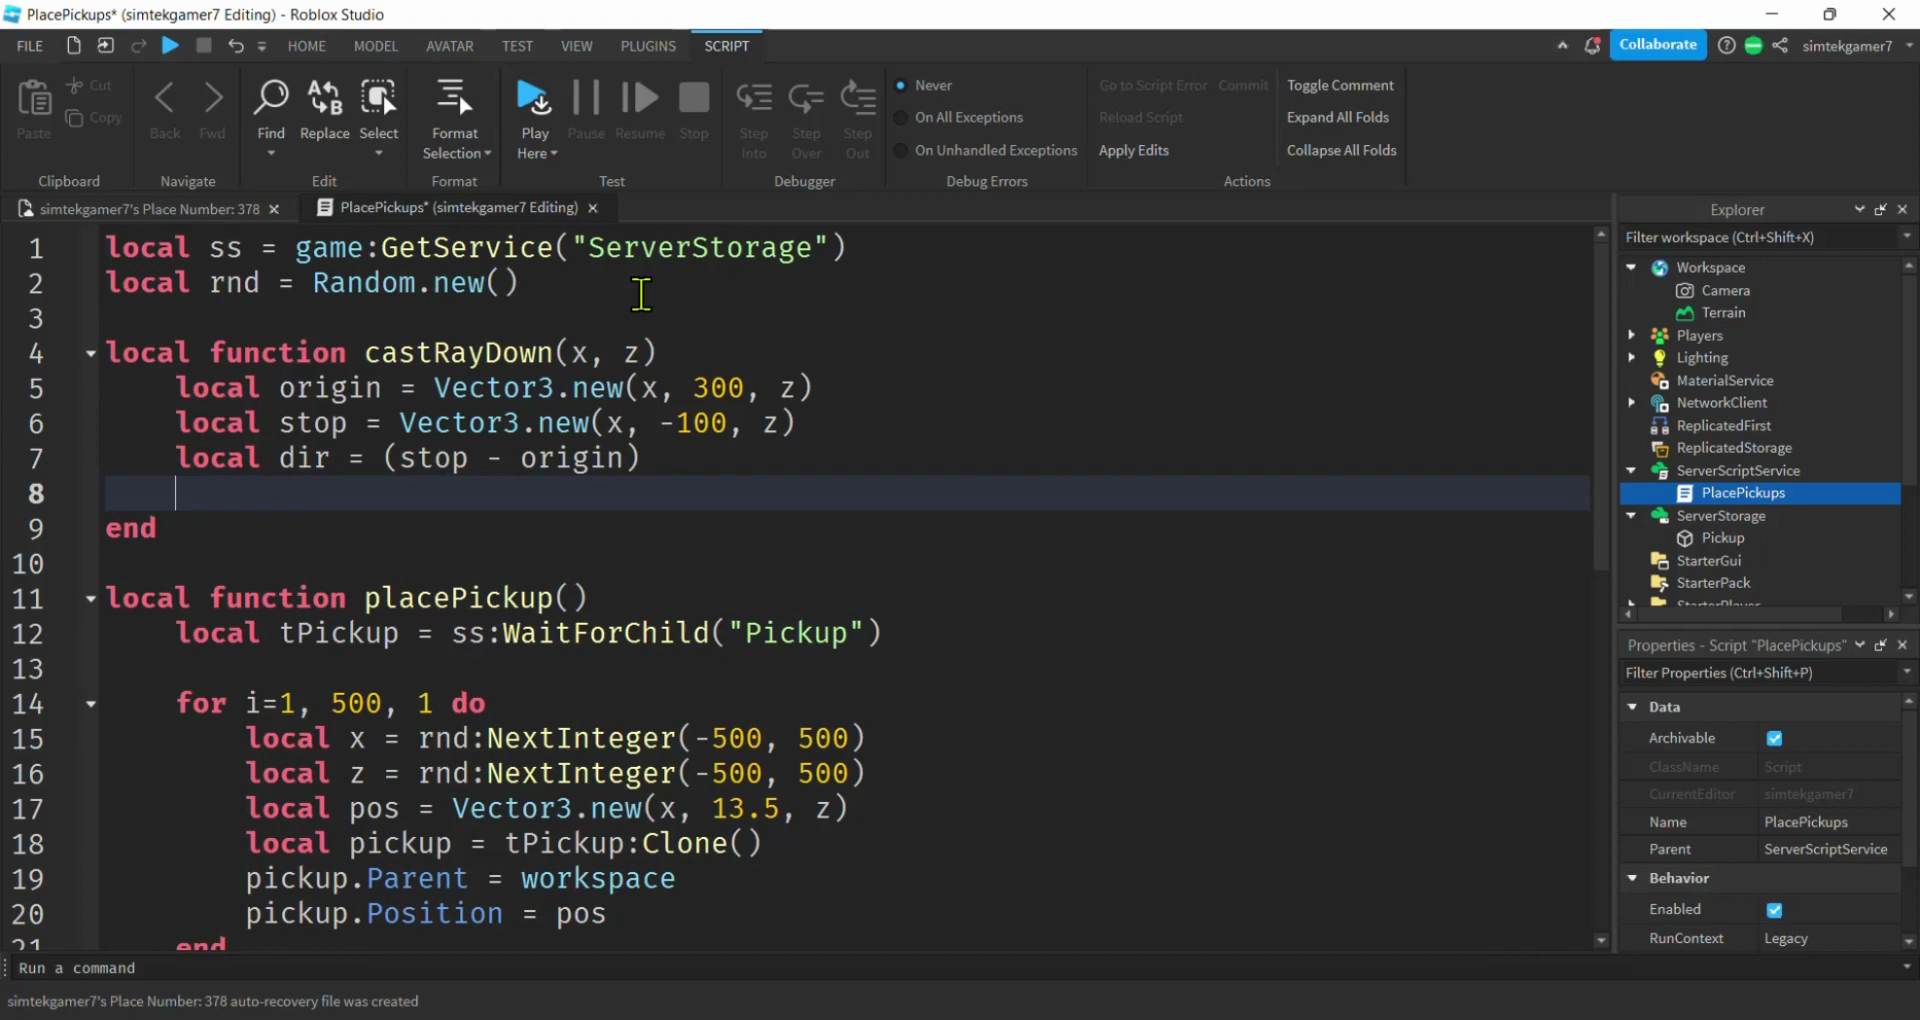 PlacePickups* (simtekgamer7 Editing) - Roblox Studio
FILE HOME MODEL AVATAR TEST VIEW PLUGINS SCRIPT Collaborate simtekgamer7
Paste Cut Copy Back Fwd Find Replace Select Format Selection Play Here Pause Resume Stop Step Into Step Over Step Out
Never
On All Exceptions
On Unhandled Exceptions
Go to Script Error Commit
Reload Script
Apply Edits
Toggle Comment
Expand All Folds
Collapse All Folds
Clipboard Navigate Edit Format Test Debugger Debug Errors Actions
simtekgamer7's Place Number: 378 PlacePickups* (simtekgamer7 Editing)
1 local ss = game:GetService("ServerStorage")
2 local rnd = Random.new()
3
4 local function castRayDown(x, z)
5 local origin = Vector3.new(x, 300, z)
6 local stop = Vector3.new(x, -100, z)
7 local dir = (stop - origin)
8
9 end
10
11 local function placePickup()
12 local tPickup = ss:WaitForChild("Pickup")
13
14 for i=1, 500, 1 do
15 local x = rnd:NextInteger(-500, 500)
16 local z = rnd:NextInteger(-500, 500)
17 local pos = Vector3.new(x, 13.5, z)
18 local pickup = tPickup:Clone()
19 pickup.Parent = workspace
20 pickup.Position = pos
21 end
Explorer
Filter workspace (Ctrl+Shift+X)
Workspace
Camera
Terrain
Players
Lighting
MaterialService
NetworkClient
ReplicatedFirst
ReplicatedStorage
ServerScriptService
PlacePickups
ServerStorage
Pickup
StarterGui
StarterPack
StarterPlayer
Properties - Script "PlacePickups"
Filter Properties (Ctrl+Shift+P)
Data
Archivable
ClassName Script
CurrentEditor simtekgamer7
Name PlacePickups
Parent ServerScriptService
Behavior
Enabled
RunContext Legacy
Run a command
simtekgamer7's Place Number: 378 auto-recovery file was created